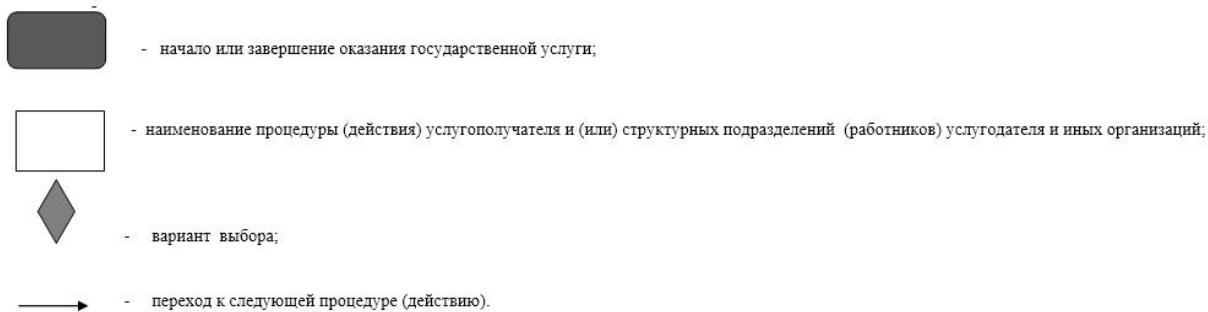 -
- начало или завершение оказания государственной услуги;
- наименование процедуры (действия) услугополучателя и (или) структурных подразделений (работников) услугодателя и иных организаций;
- вариант выбора;
- переход к следующей процедуре (действию).